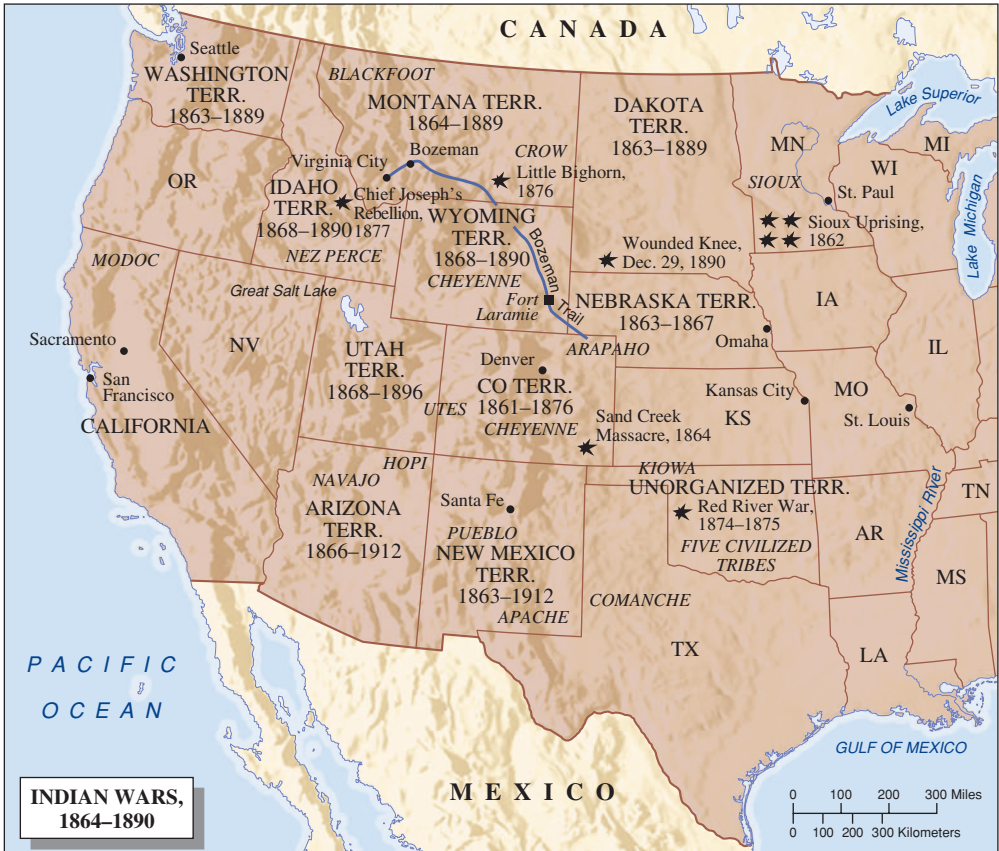 CANADA
Seattle
WASHINGTON
TERR.
1863–1889
BLACKFOOT
MONTANA TERR.
1864–1889
DAKOTA
TERR.
1863–1889
Lake Superior
MN
MI
WI
Virginia City
Bozeman
CROW
Little Bighorn,
1876
OR
IDAHO
TERR.
1868–1890
Chief Joseph's
Rebellion,
1877
NEZ PERCE
SIOUX
St. Paul
Sioux Uprising,
1862
Lake Michigan
WYOMING
TERR.
1868–1890
CHEYENNE
Bozeman
Trail
Fort
Laramie
Wounded Knee,
Dec. 29, 1890
MODOC
Great Salt Lake
NEBRASKA TERR.
1863–1867
IA
Omaha
ARAPAHO
Sacramento
San
Francisco
CALIFORNIA
NV
UTAH
TERR.
1868–1896
Denver
CO TERR.
1861–1876
UTES
CHEYENNE
Sand Creek
Massacre, 1864
Kansas City
KS
MO
IL
St. Louis
HOPI
NAVAJO
ARIZONA
TERR.
1866–1912
Santa Fe
PUEBLO
NEW MEXICO
TERR.
1863–1912
APACHE
KIOWA
UNORGANIZED TERR.
Red River War,
1874–1875
FIVE CIVILIZED
TRIBES
COMANCHE
TN
AR
Mississippi River
MS
TX
LA
PACIFIC
OCEAN
GULF OF MEXICO
MEXICO
INDIAN WARS,
1864–1890
0 100 200 300 Miles
0 100 200 300 Kilometers